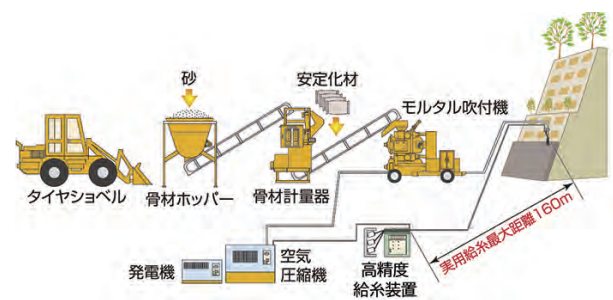 砂
安定化材
モルタル吹付機
タイヤショベル
骨材ホッパー
骨材計量器
実用給糸最大距離160m
発電機
空気
圧縮機
高精度
給糸装置